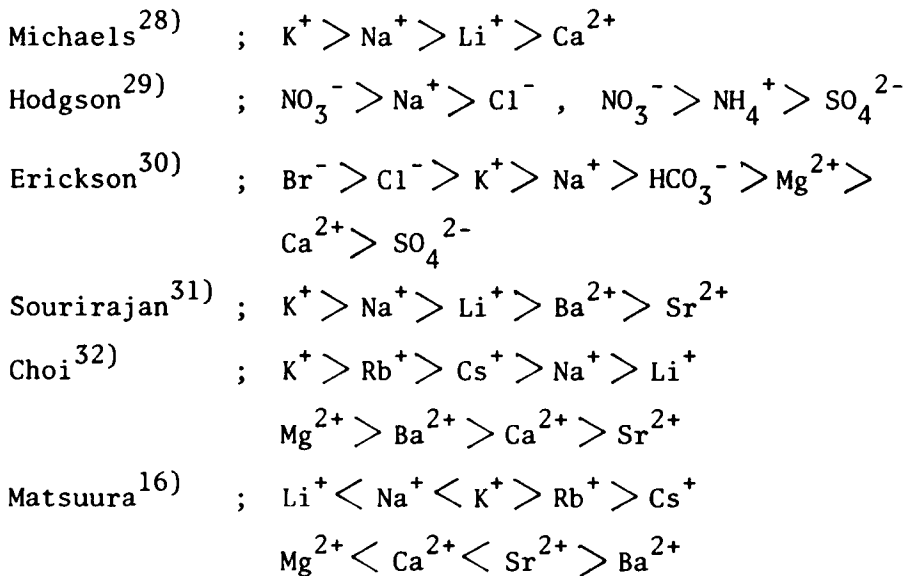 Michaels28) ; K+ > Na+ > Li+ > Ca2+
Hodgson29) ; NO3- > Na+ > Cl- , NO3- > NH4+ > SO42-
Erickson30) ; Br- > Cl- > K+ > Na+ > HCO3- > Mg2+ >
Ca2+ > SO42-
Sourirajan31) ; K+ > Na+ > Li+ > Ba2+ > Sr2+
Choi32) ; K+ > Rb+ > Cs+ > Na+ > Li+
Mg2+ > Ba2+ > Ca2+ > Sr2+
Matsuura16) ; Li+ < Na+ < K+ > Rb+ > Cs+
Mg2+ < Ca2+ < Sr2+ > Ba2+